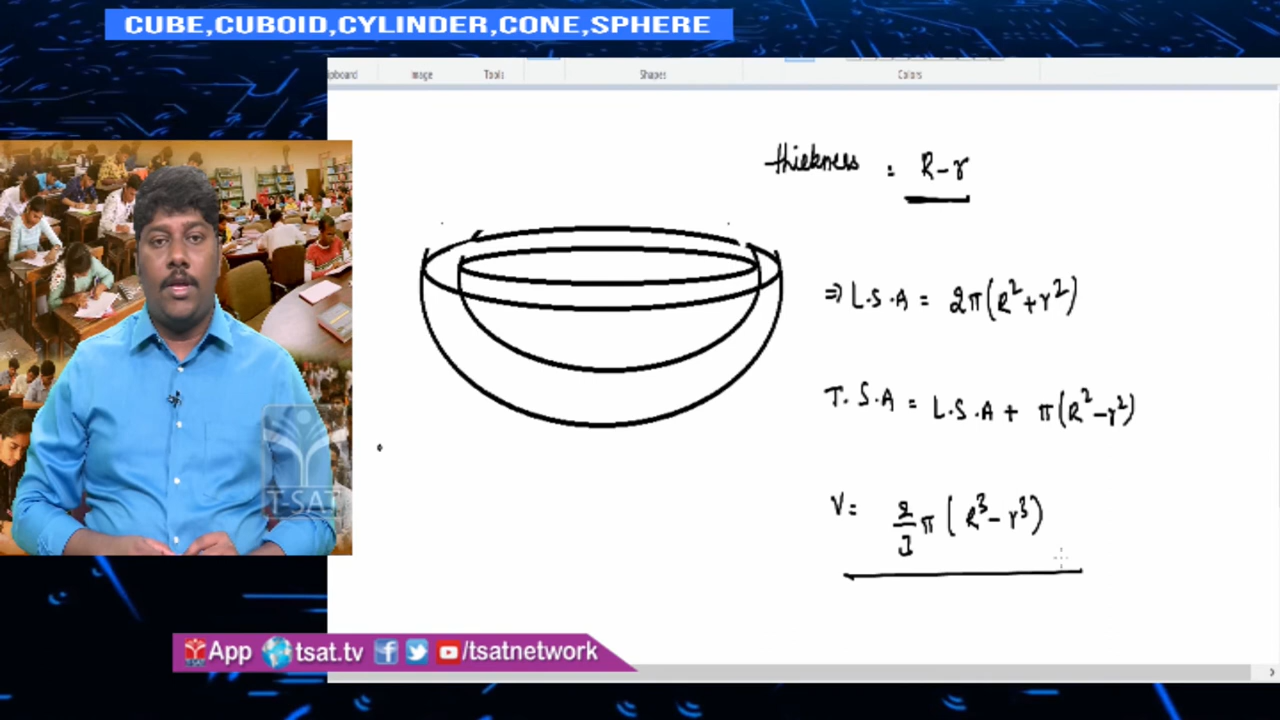 CUBE,CUBOID,CYLINDER,CONE,SPHERE
Image Tools Shapes Colors
thickness = R-r
⇒ L.S.A = 2π(R²+r²)
T.S.A = L.S.A + π(R²-r²)
V = 2/3 π (R³-r³)
T-SAT
App tsat.tv /tsatnetwork